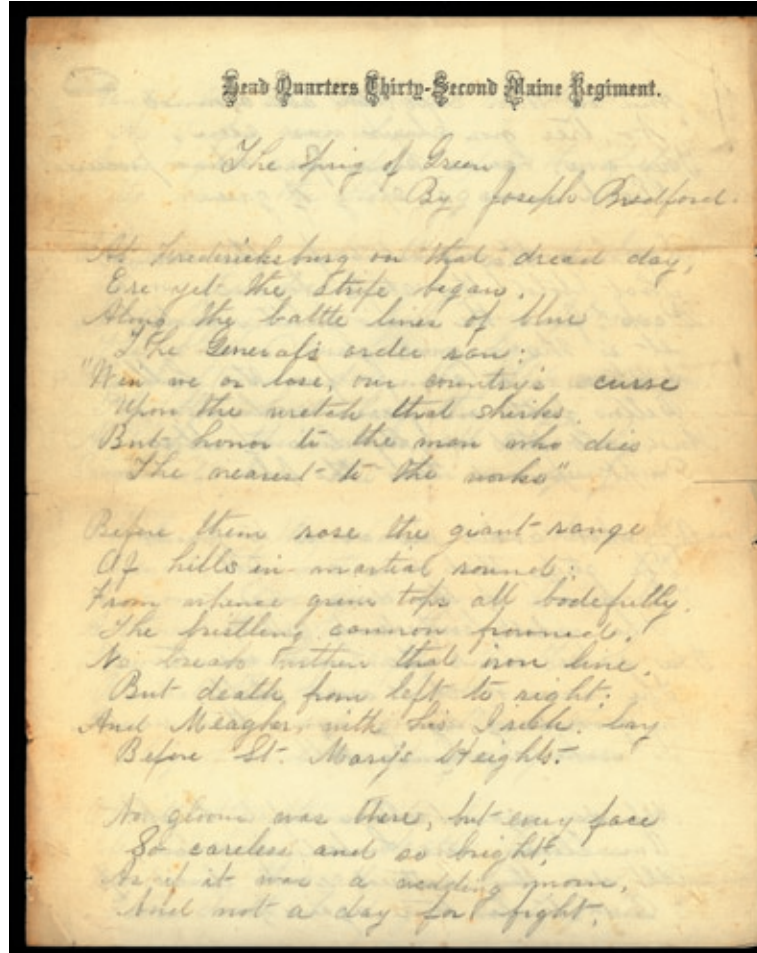 Head Quarters Thirty-Second Maine Regiment.
The Sprig of Green
By Joseph Bradford.
At Fredericksburg on that dread day,
Ere yet the strife began.
Along the battle lines of blue
The General's order ran:
"Win we or lose, our country's curse
Upon the wretch that shirks.
But honor to the man who dies
The nearest to the works"
Before them rose the giant range
Of hills in martial round:
From whence grim tops all bodefully
The bristling cannon frowned!
No break within that iron line.
But death from left to right;
And Meagher, with his Irish lay
Before St. Mary's Heights.
No gloom was there, but every face
So careless and so bright,
As if it was a wedding morn,
And not a day for fight.